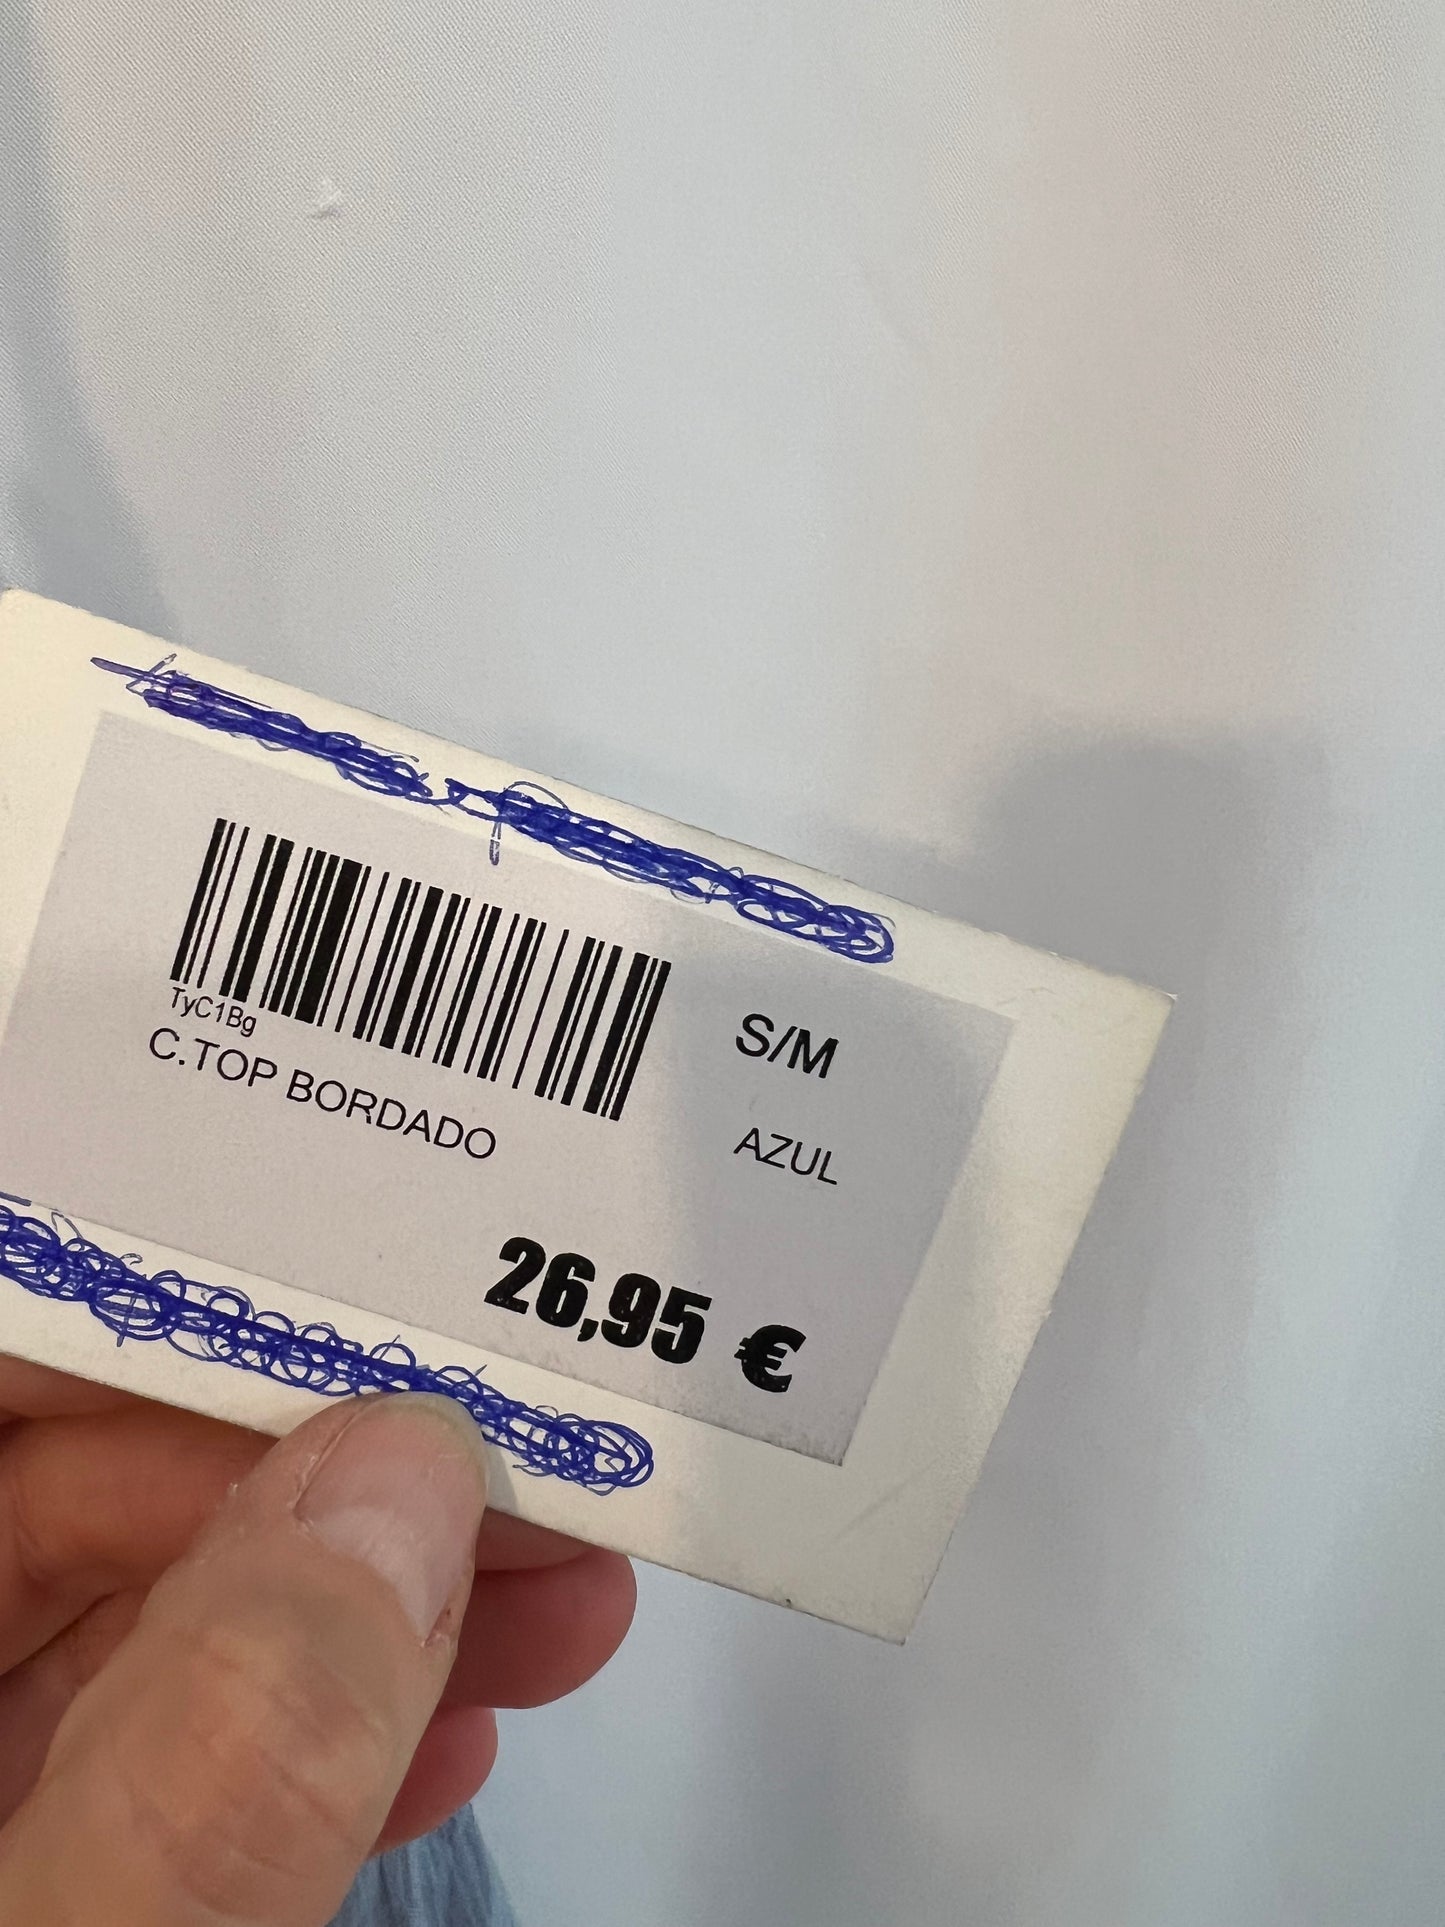 TyC1Bg
C.TOP BORDADO
S/M
AZUL
26,95 €